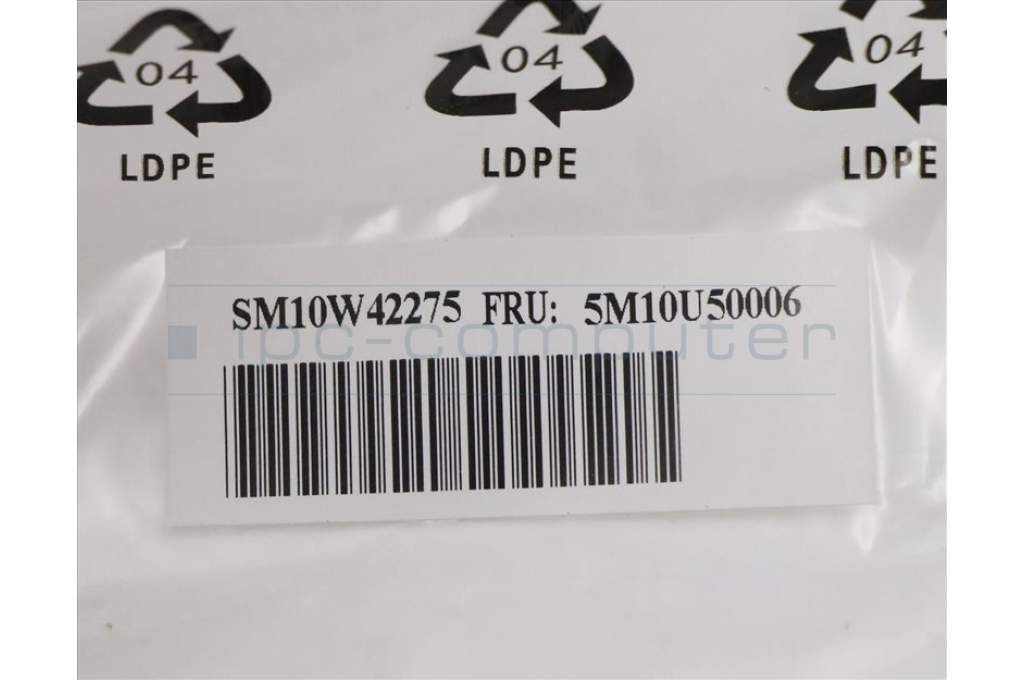 04 04 04
LDPE LDPE LDPE
SM10W42275 FRU: 5M10U50006
ipc-computer